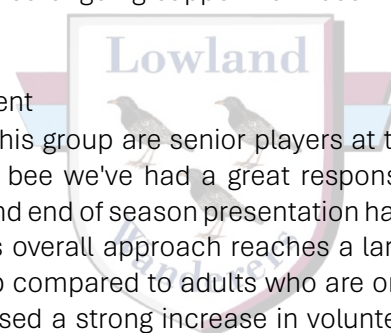 Lowland
ent
his group are senior players at t
bee we've had a great respons
nd end of season presentation ha
s overall approach reaches a lar
o compared to adults who are or
sed a strong increase in volunte
Wanderers